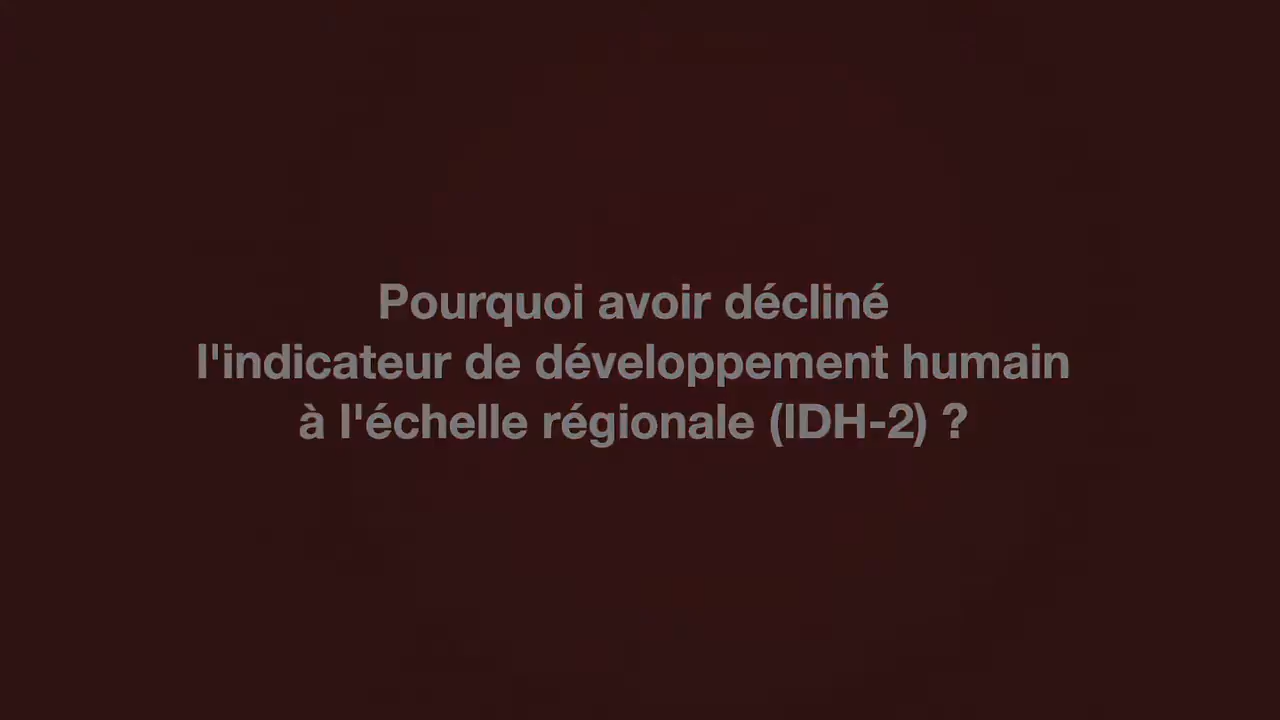 Pourquoi avoir décliné
l'indicateur de développement humain
à l'échelle régionale (IDH-2) ?